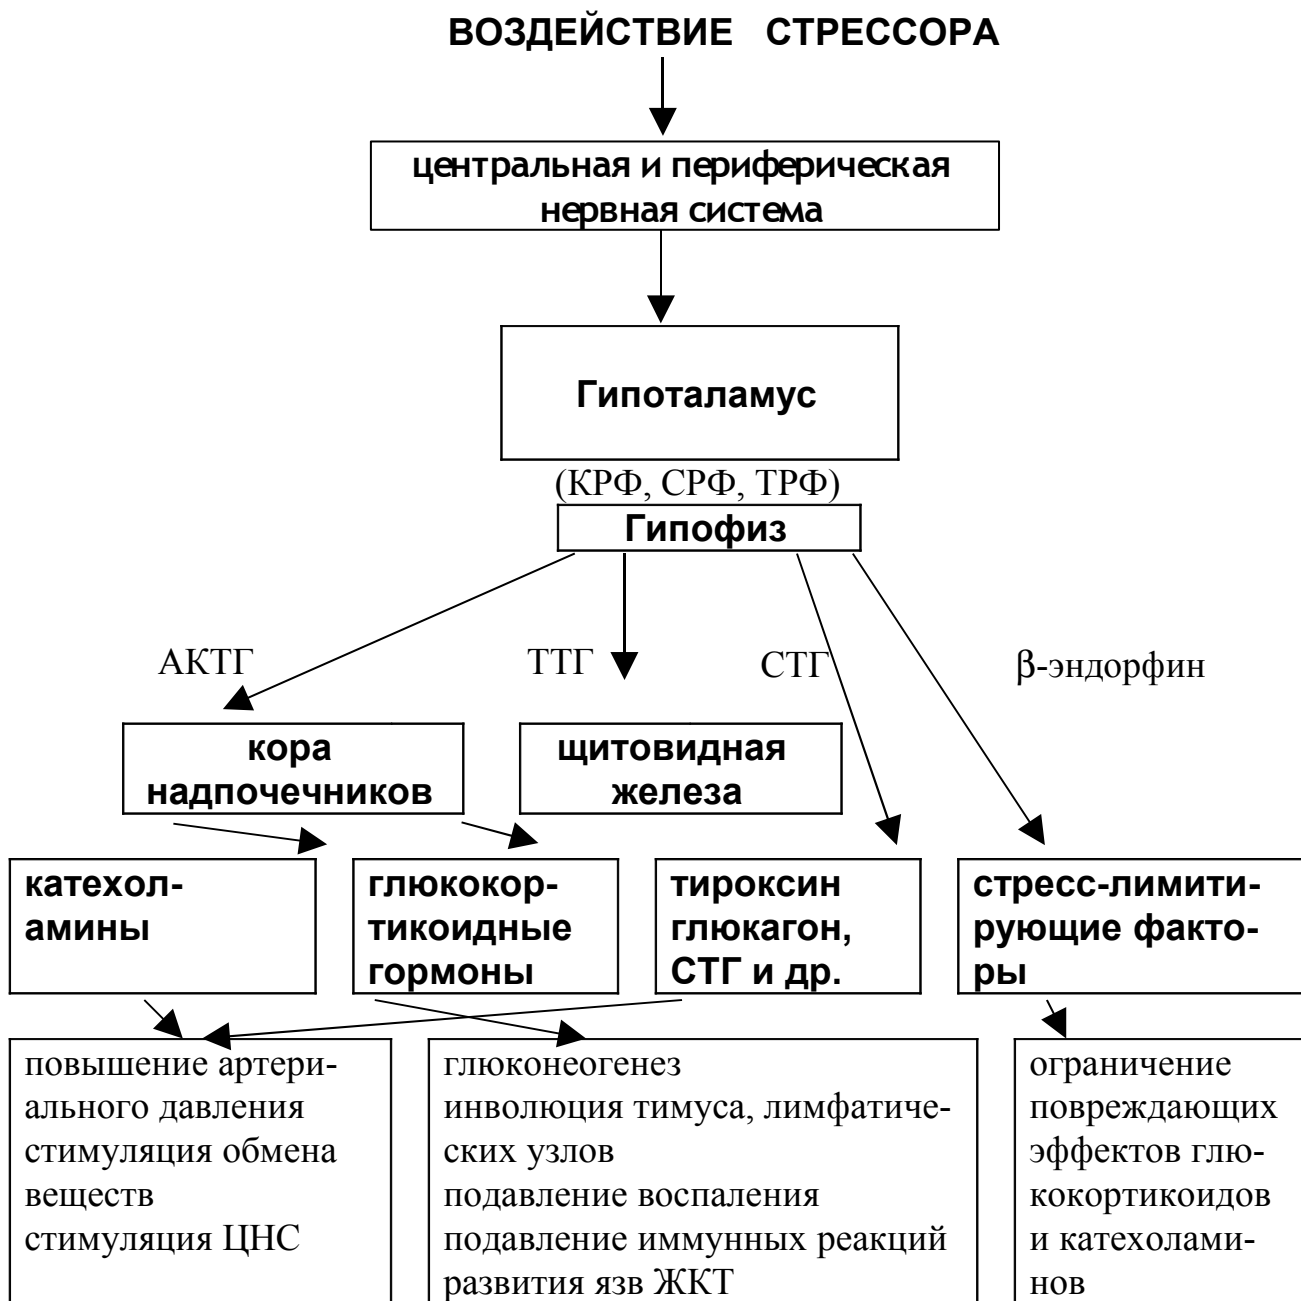 ВОЗДЕЙСТВИЕ СТРЕССОРА
центральная и периферическая
нервная система
Гипоталамус
(КРФ, СРФ, ТРФ)
Гипофиз
АКТГ
ТТГ
СТГ
β-эндорфин
кора
надпочечников
щитовидная
железа
катехол-
амины
глюкокор-
тикоидные
гормоны
тироксин
глюкагон,
СТГ и др.
стресс-лимити-
рующие факто-
ры
повышение артери-
ального давления
стимуляция обмена
веществ
стимуляция ЦНС
глюконеогенез
инволюция тимуса, лимфатиче-
ских узлов
подавление воспаления
подавление иммунных реакций
развития язв ЖКТ
ограничение
повреждающих
эффектов глю-
кокортикоидов
и катехолами-
нов